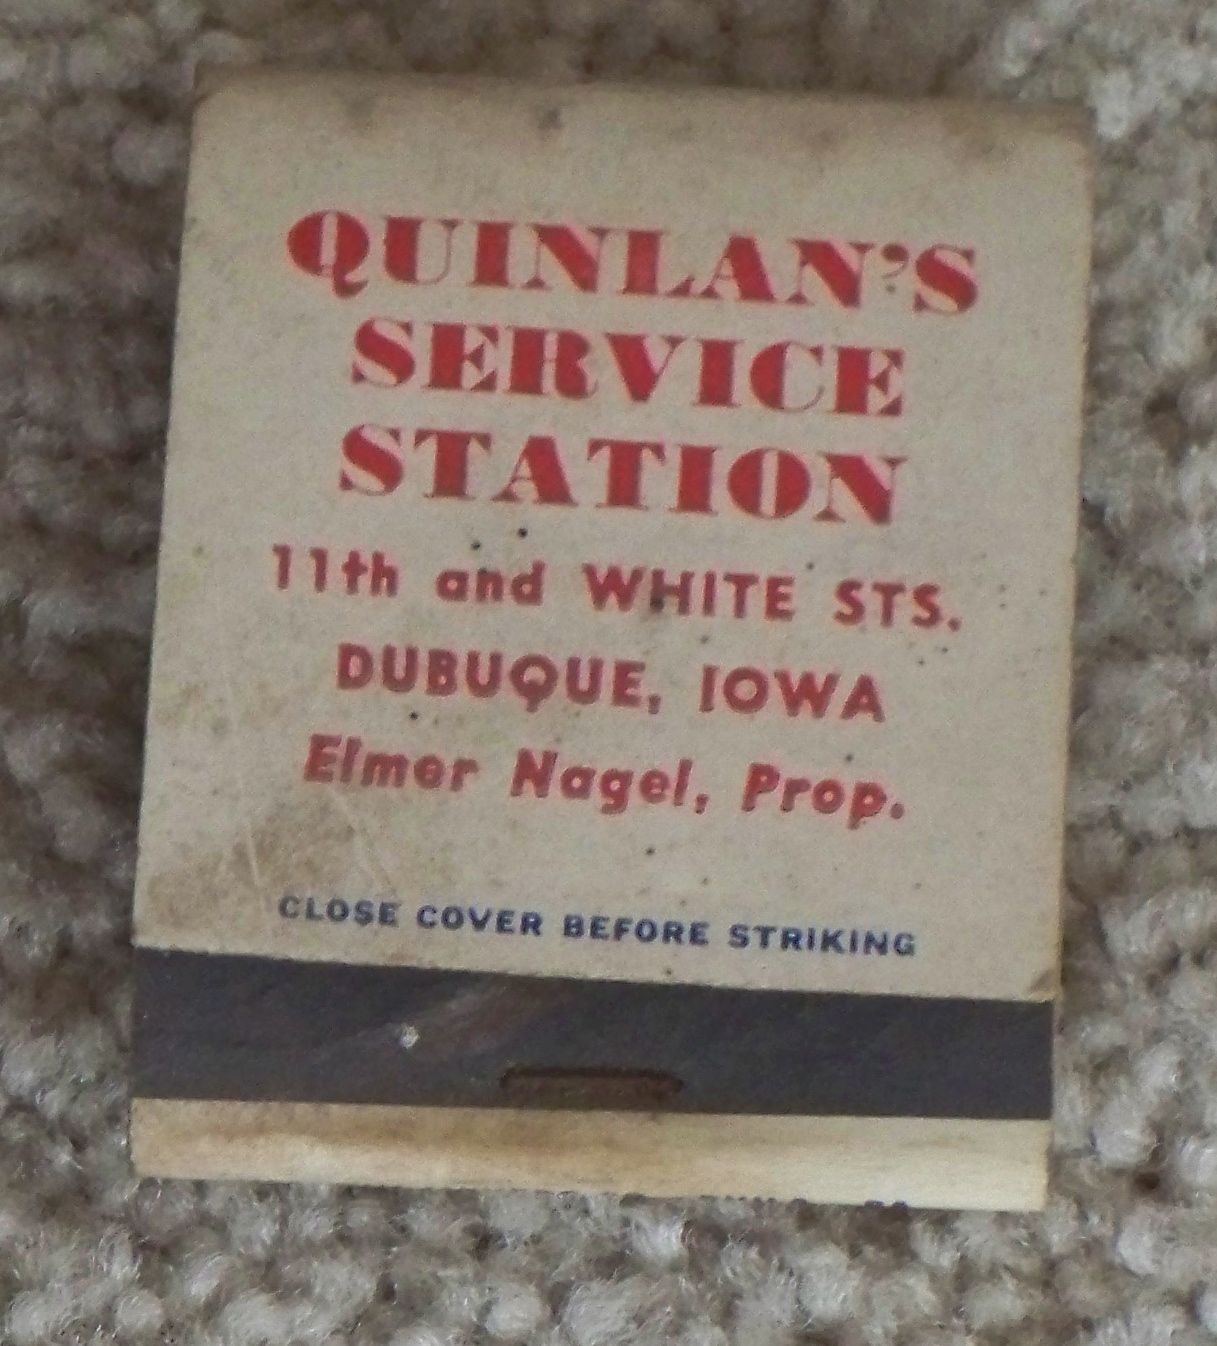 QUINLAN'S
SERVICE
STATION
11th and WHITE STS.
DUBUQUE, IOWA
Elmer Nagel, Prop.
CLOSE COVER BEFORE STRIKING